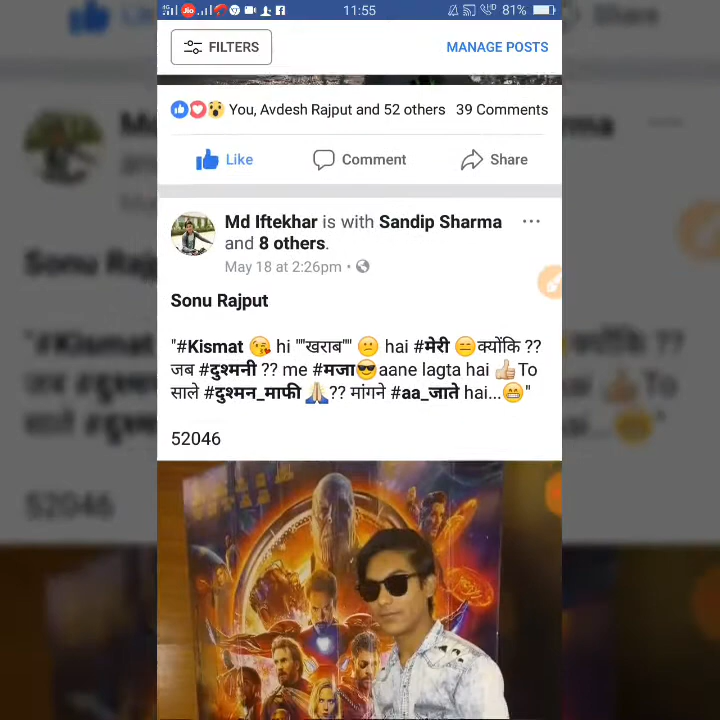 Jio 11:55 81%
FILTERS MANAGE POSTS
You, Avdesh Rajput and 52 others 39 Comments
Like Comment Share
Md Iftekhar is with Sandip Sharma
and 8 others.
May 18 at 2:26pm •
Sonu Rajput
"#Kismat 😘 hi ""खराब"" 😕 hai #मेरी 😑क्योंकि ??
जब #दुश्मनी ?? me #मजा😎aane lagta hai 👍To
साले #दुश्मन_माफी 🙏?? मांगने #aa_जाते hai...😁"
52046